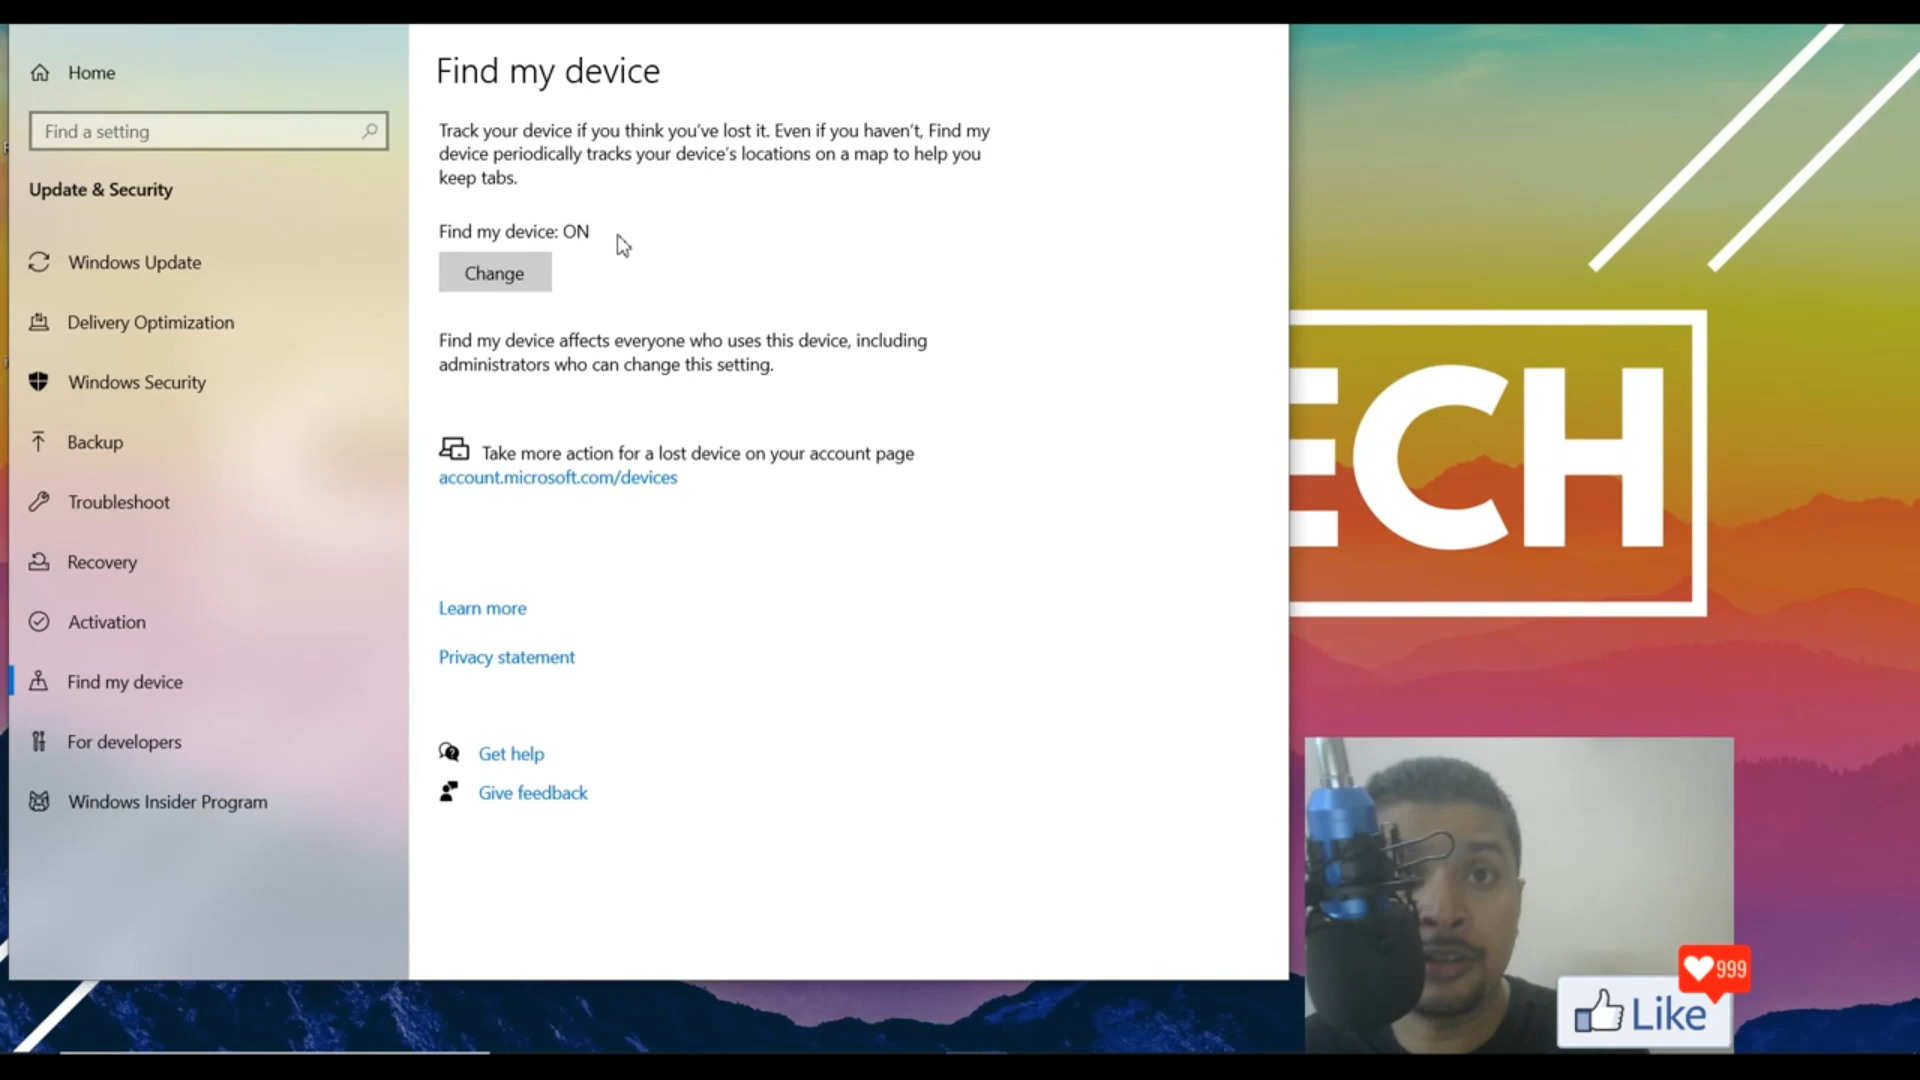 Home
Find a setting
Update & Security
Windows Update
Delivery Optimization
Windows Security
Backup
Troubleshoot
Recovery
Activation
Find my device
For developers
Windows Insider Program
Find my device
Track your device if you think you've lost it. Even if you haven't, Find my
device periodically tracks your device's locations on a map to help you
keep tabs.
Find my device: ON
Change
Find my device affects everyone who uses this device, including
administrators who can change this setting.
Take more action for a lost device on your account page
account.microsoft.com/devices
Learn more
Privacy statement
Get help
Give feedback
ECH
999
Like